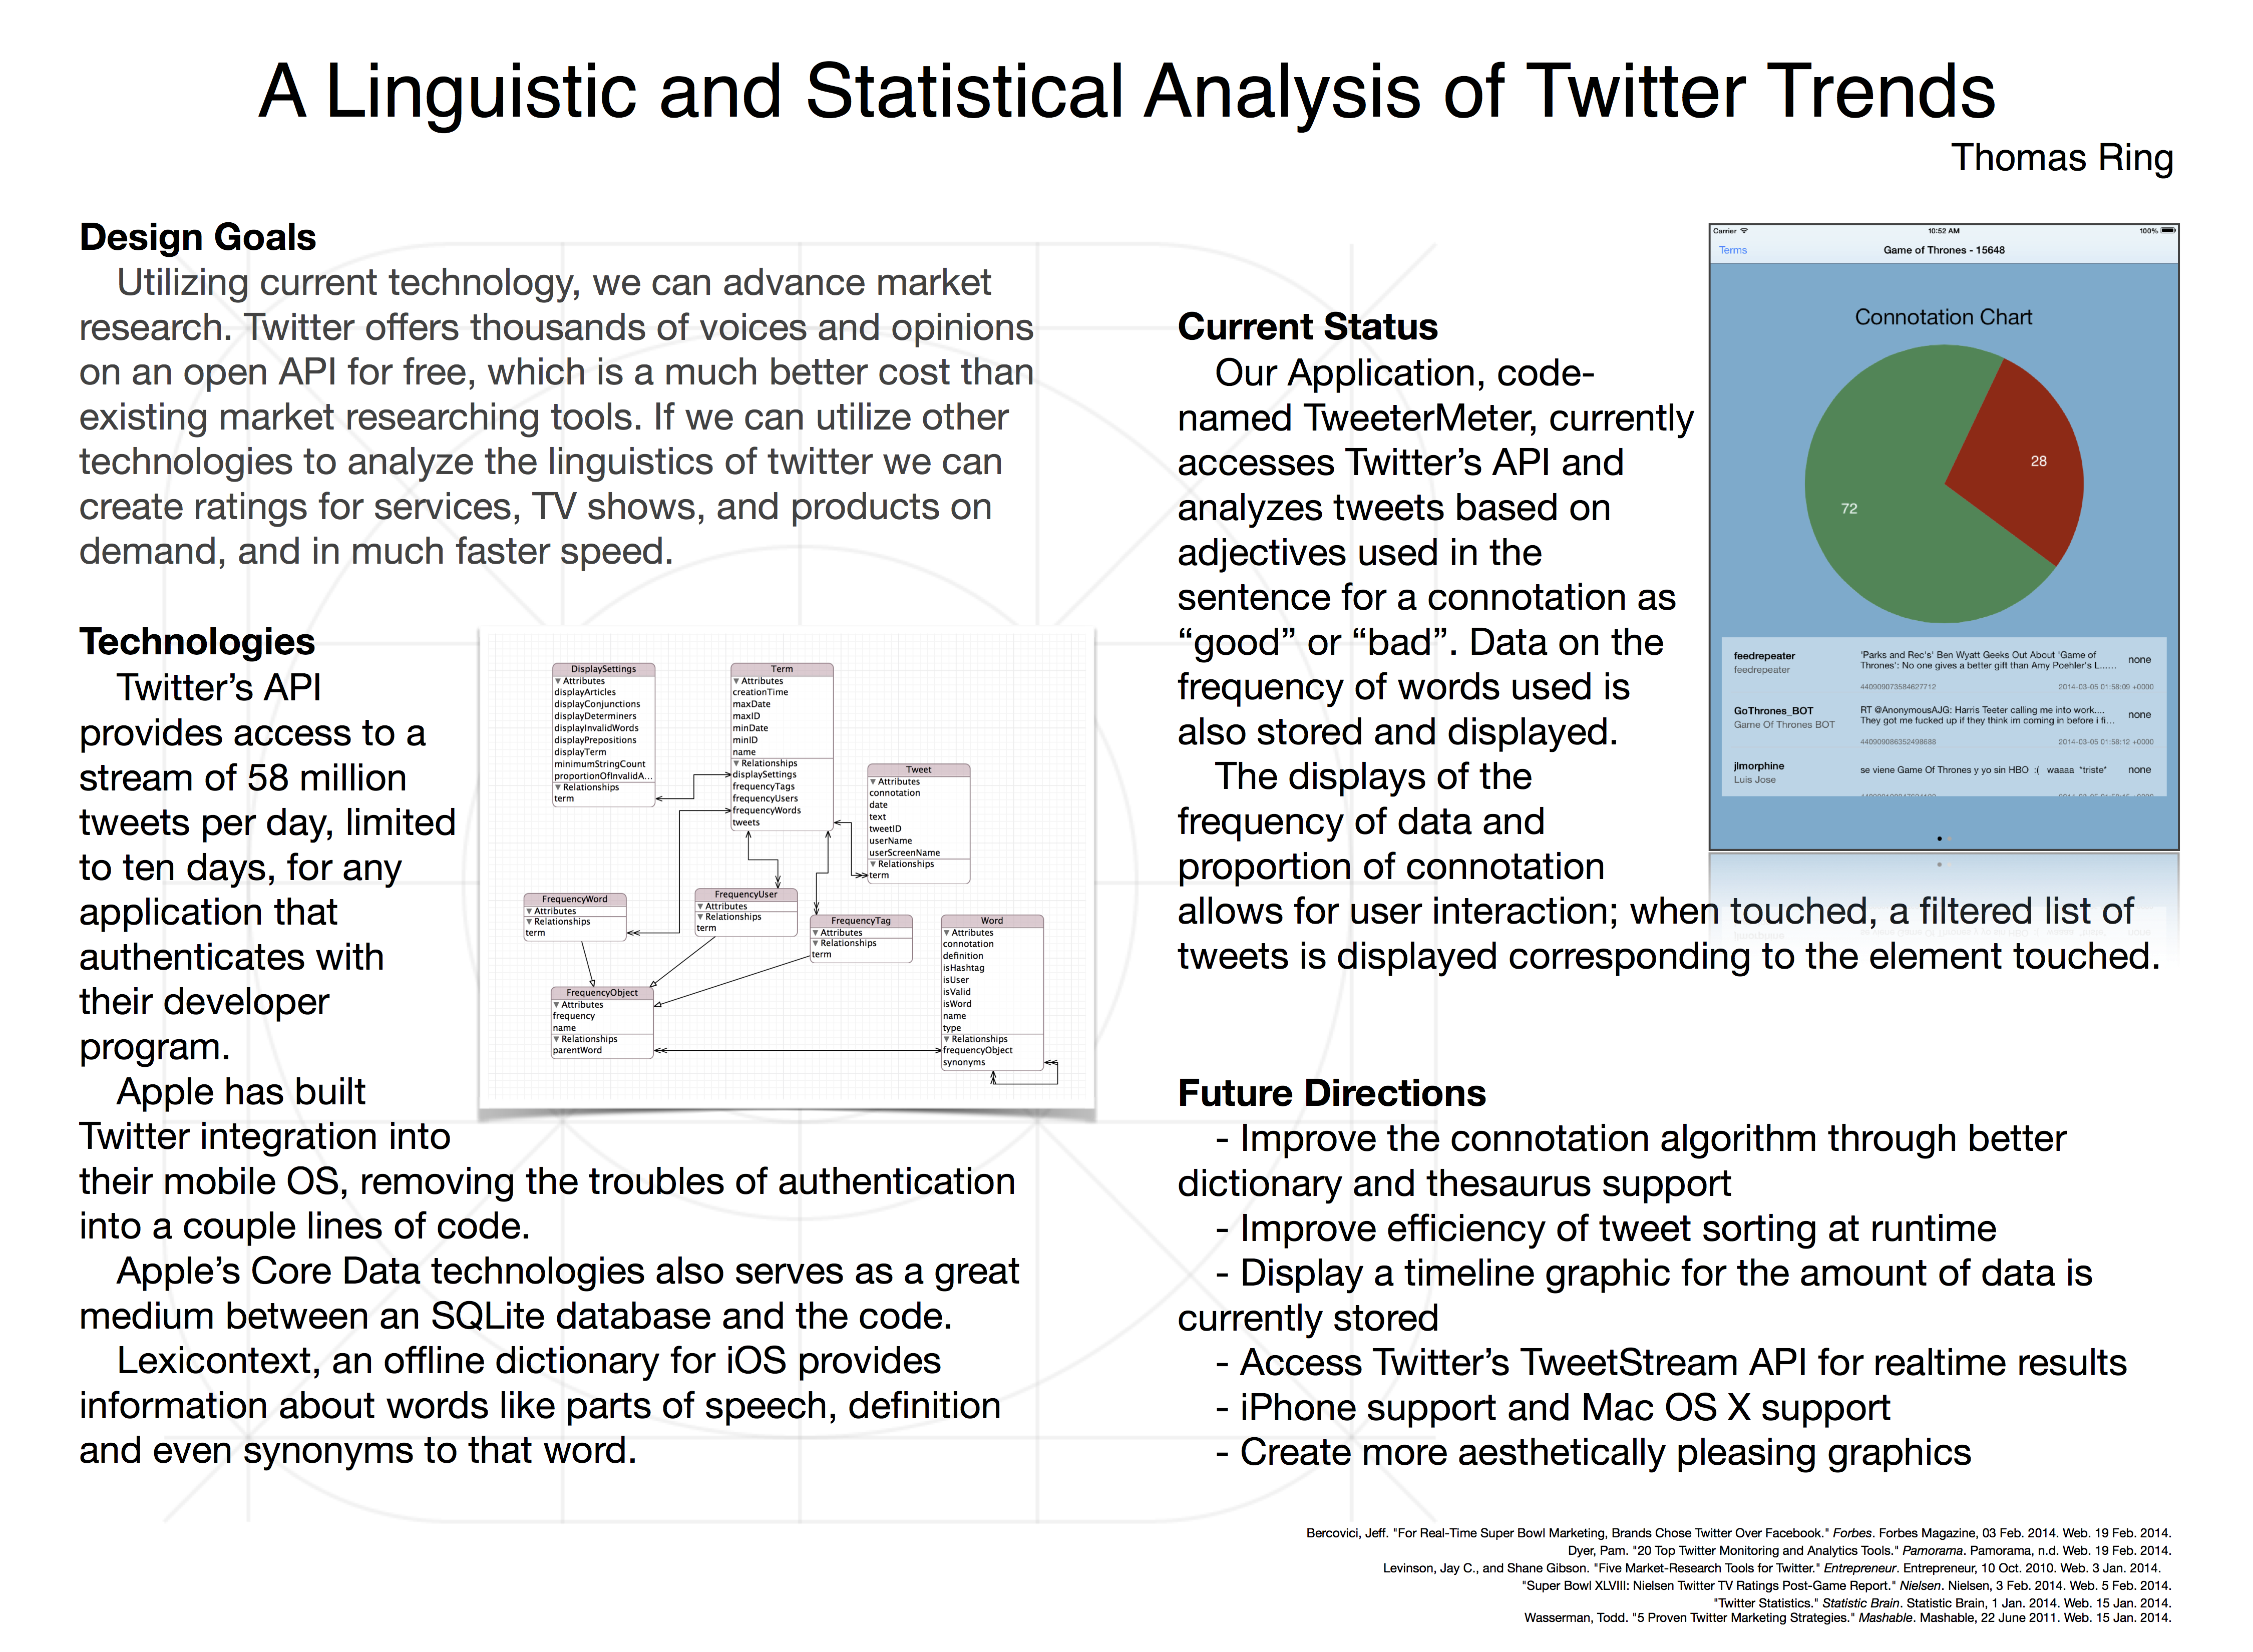 A Linguistic and Statistical Analysis of Twitter Trends
Thomas Ring
Design Goals
Utilizing current technology, we can advance market
research. Twitter offers thousands of voices and opinions
on an open API for free, which is a much better cost than
existing market researching tools. If we can utilize other
technologies to analyze the linguistics of twitter we can
create ratings for services, TV shows, and products on
demand, and in much faster speed.
Technologies
Twitter’s API
provides access to a
stream of 58 million
tweets per day, limited
to ten days, for any
application that
authenticates with
their developer
program.
Apple has built
Twitter integration into
their mobile OS, removing the troubles of authentication
into a couple lines of code.
Apple’s Core Data technologies also serves as a great
medium between an SQLite database and the code.
Lexicontext, an offline dictionary for iOS provides
information about words like parts of speech, definition
and even synonyms to that word.
DisplaySettings
▼ Attributes
displayArticles
displayConjunctions
displayDeterminers
displayInvalidWords
displayPrepositions
displayTerm
minimumStringCount
proportionOfInvalidA...
▼ Relationships
term
Term
▼ Attributes
creationTime
maxDate
maxID
minDate
minID
name
▼ Relationships
displaySettings
frequencyTags
frequencyUsers
frequencyWords
tweets
Tweet
▼ Attributes
connotation
date
text
tweetID
userName
userScreenName
▼ Relationships
term
FrequencyWord
▼ Attributes
▼ Relationships
term
FrequencyUser
▼ Attributes
▼ Relationships
term
FrequencyTag
▼ Attributes
▼ Relationships
term
Word
▼ Attributes
connotation
definition
isHashtag
isUser
isValid
isWord
name
type
▼ Relationships
frequencyObject
synonyms
FrequencyObject
▼ Attributes
frequency
name
▼ Relationships
parentWord
Current Status
Our Application, code-
named TweeterMeter, currently
accesses Twitter’s API and
analyzes tweets based on
adjectives used in the
sentence for a connotation as
“good” or “bad”. Data on the
frequency of words used is
also stored and displayed.
The displays of the
frequency of data and
proportion of connotation
allows for user interaction; when touched, a filtered list of
tweets is displayed corresponding to the element touched.
Carrier 10:52 AM 100%
Terms Game of Thrones - 15648
Connotation Chart
28
72
feedrepeater
feedrepeater
'Parks and Rec's' Ben Wyatt Geeks Out About 'Game of
Thrones': No one gives a better gift than Amy Poehler's L......
none
440909073584627712 2014-03-05 01:58:09 +0000
GoThrones_BOT
Game Of Thrones BOT
RT @AnonymousAJG: Harris Teeter calling me into work....
They got me fucked up if they think im coming in before i fi...
none
440909086352498688 2014-03-05 01:58:12 +0000
jlmorphine
Luis Jose
se viene Game Of Thrones y yo sin HBO :( waaaa *triste*
none
Future Directions
- Improve the connotation algorithm through better
dictionary and thesaurus support
- Improve efficiency of tweet sorting at runtime
- Display a timeline graphic for the amount of data is
currently stored
- Access Twitter’s TweetStream API for realtime results
- iPhone support and Mac OS X support
- Create more aesthetically pleasing graphics
Bercovici, Jeff. "For Real-Time Super Bowl Marketing, Brands Chose Twitter Over Facebook." Forbes. Forbes Magazine, 03 Feb. 2014. Web. 19 Feb. 2014.
Dyer, Pam. "20 Top Twitter Monitoring and Analytics Tools." Pamorama. Pamorama, n.d. Web. 19 Feb. 2014.
Levinson, Jay C., and Shane Gibson. "Five Market-Research Tools for Twitter." Entrepreneur. Entrepreneur, 10 Oct. 2010. Web. 3 Jan. 2014.
"Super Bowl XLVIII: Nielsen Twitter TV Ratings Post-Game Report." Nielsen. Nielsen, 3 Feb. 2014. Web. 5 Feb. 2014.
"Twitter Statistics." Statistic Brain. Statistic Brain, 1 Jan. 2014. Web. 15 Jan. 2014.
Wasserman, Todd. "5 Proven Twitter Marketing Strategies." Mashable. Mashable, 22 June 2011. Web. 15 Jan. 2014.